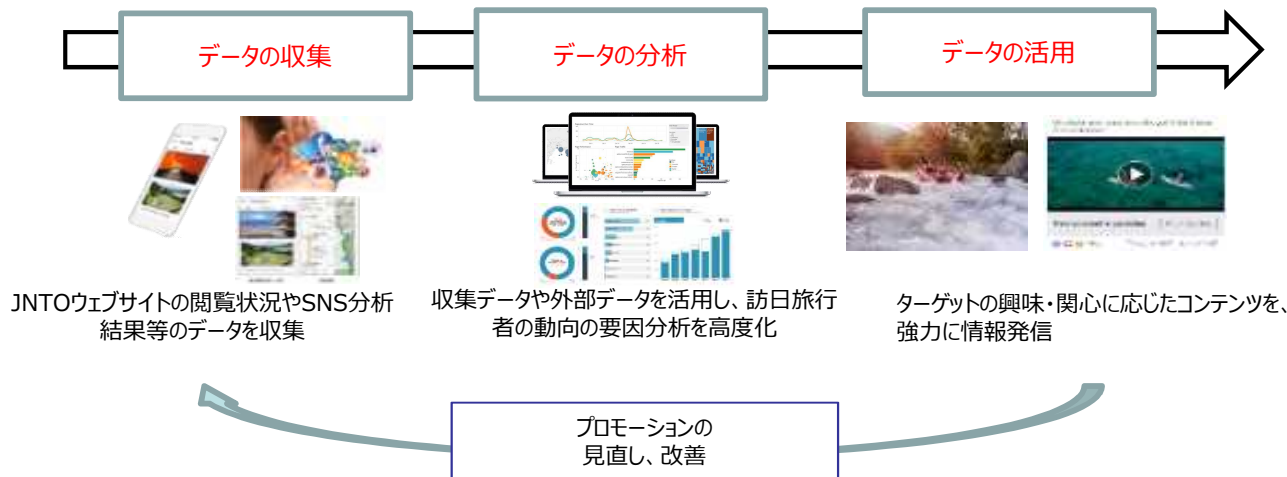 データの収集
データの分析
データの活用
JNTOウェブサイトの閲覧状況やSNS分析
結果等のデータを収集
収集データや外部データを活用し、訪日旅行
者の動向の要因分析を高度化
ターゲットの興味・関心に応じたコンテンツを、
強力に情報発信
プロモーションの
見直し、改善